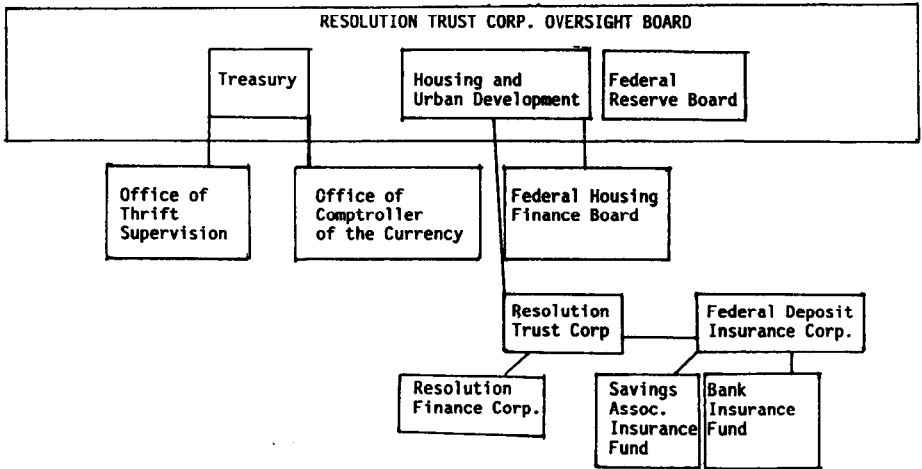 RESOLUTION TRUST CORP. OVERSIGHT BOARD
Treasury
Housing and
Urban Development
Federal
Reserve Board
Office of
Thrift
Supervision
Office of
Comptroller
of the Currency
Federal Housing
Finance Board
Resolution
Trust Corp
Federal Deposit
Insurance Corp.
Resolution
Finance Corp.
Savings
Assoc.
Insurance
Fund
Bank
Insurance
Fund